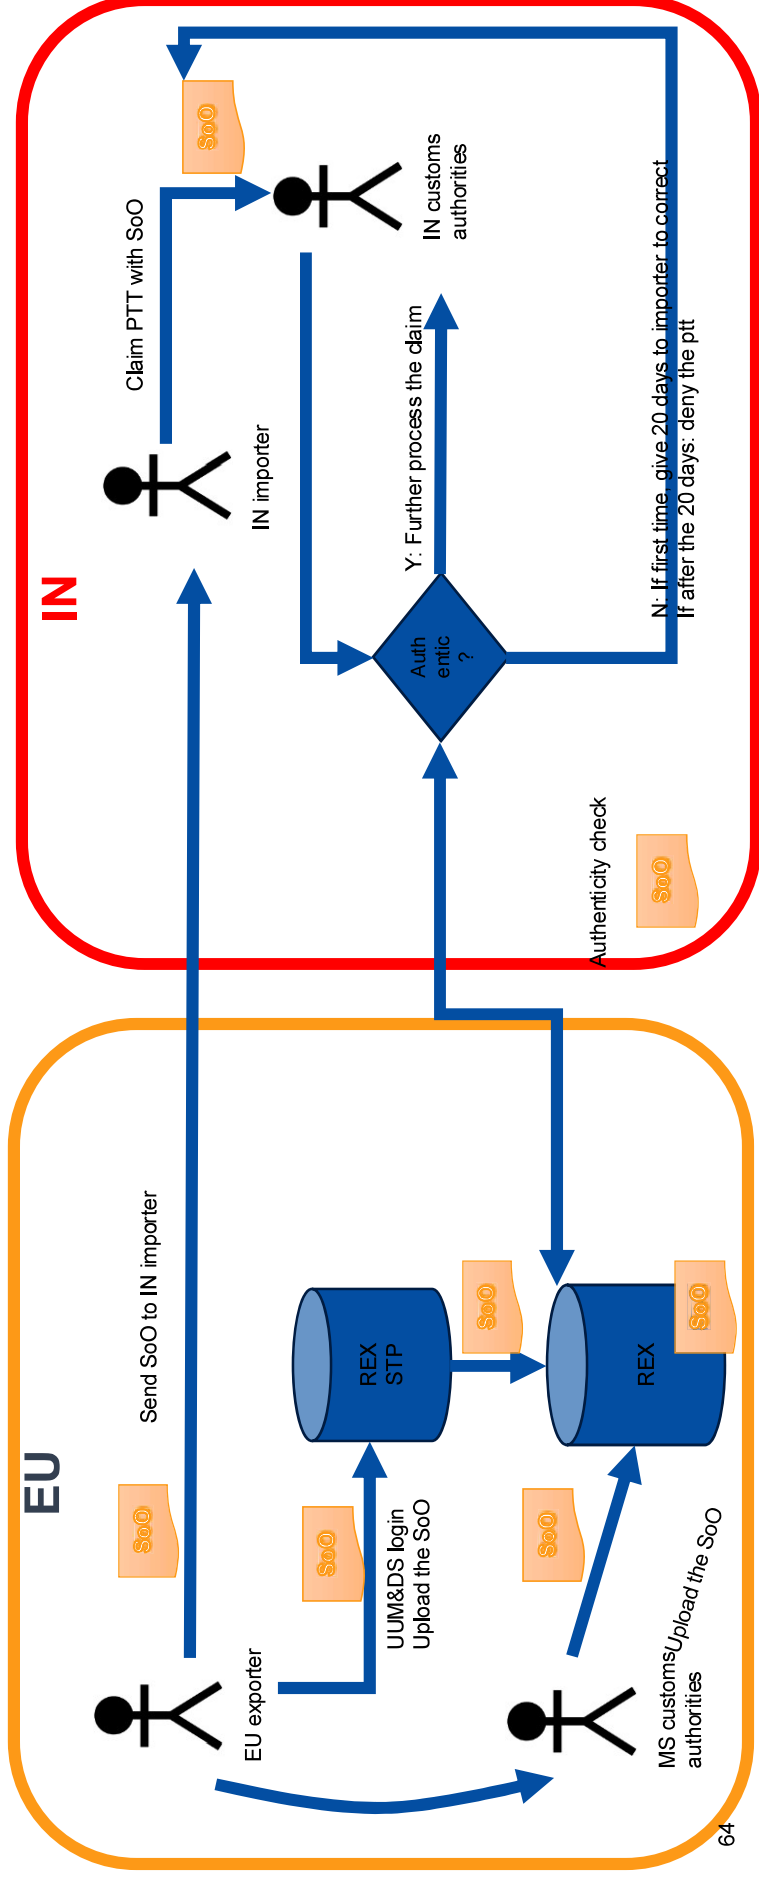 EU
IN
SoO
Send SoO to IN importer
Claim PTT with SoO
SoO
EU exporter
IN importer
IN customs
authorities
SoO
UUM&DS login
Upload the SoO
REX
STP
SoO
Auth
entic
?
Y: Further process the claim
SoO
MS customs
authorities
Upload the SoO
REX
SoO
Authenticity check
SoO
N: If first time, give 20 days to importer to correct
If after the 20 days: deny the ptt
64